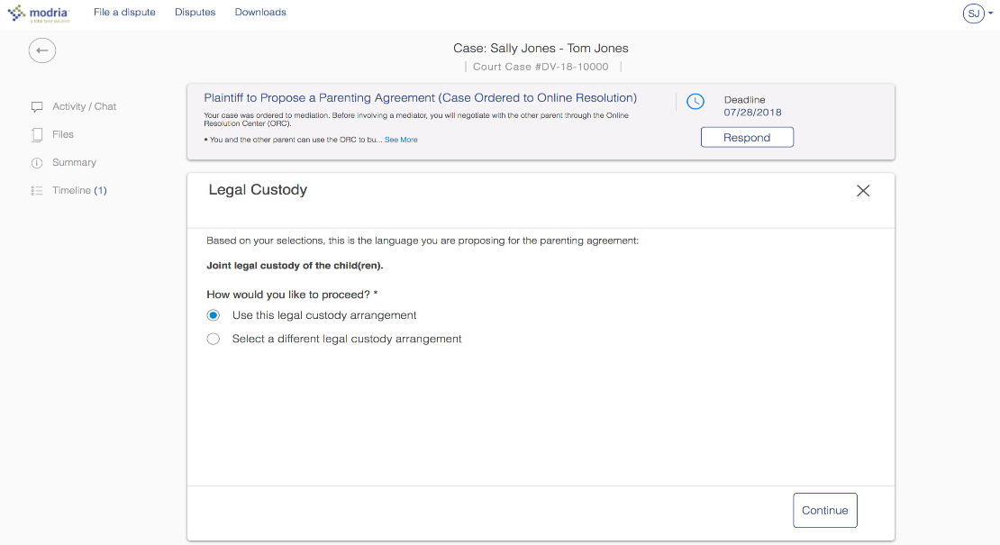 modria
a total tyler solution
File a dispute
Disputes
Downloads
SJ
Case: Sally Jones - Tom Jones
| Court Case #DV-18-10000 |
Activity / Chat
Files
Summary
Timeline (1)
Plaintiff to Propose a Parenting Agreement (Case Ordered to Online Resolution)
Your case was ordered to mediation. Before involving a mediator, you will negotiate with the other parent through the Online
Resolution Center (ORC).
• You and the other parent can use the ORC to bu... See More
Deadline
07/28/2018
Respond
Legal Custody
Based on your selections, this is the language you are proposing for the parenting agreement:
Joint legal custody of the child(ren).
How would you like to proceed? *
Use this legal custody arrangement
Select a different legal custody arrangement
Continue